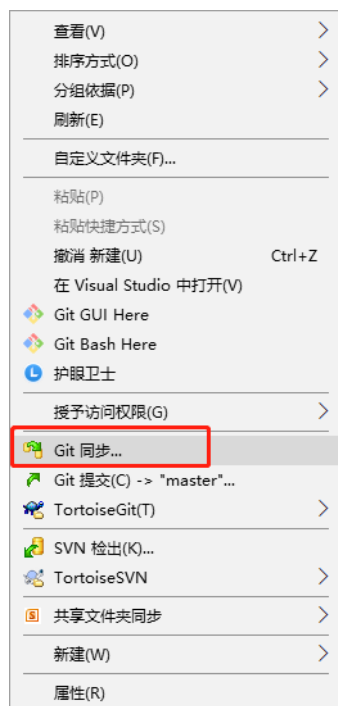 查看(V)
排序方式(O)
分组依据(P)
刷新(E)
自定义文件夹(F)...
粘贴(P)
粘贴快捷方式(S)
撤消 新建(U) Ctrl+Z
在 Visual Studio 中打开(V)
Git GUI Here
Git Bash Here
护眼卫士
授予访问权限(G)
Git 同步...
Git 提交(C) -> "master"...
TortoiseGit(T)
SVN 检出(K)...
TortoiseSVN
共享文件夹同步
新建(W)
属性(R)